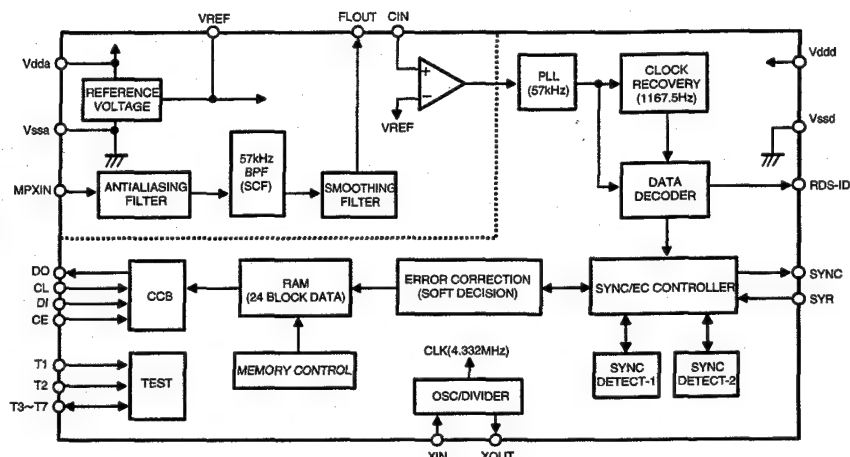 VREF
FLOUT
CIN
Vdda
REFERENCE
VOLTAGE
Vssa
+
−
VREF
PLL
(57kHz)
CLOCK
RECOVERY
(1167.5Hz)
Vddd
Vssd
MPXIN
ANTIALIASING
FILTER
57kHz
BPF
(SCF)
SMOOTHING
FILTER
DATA
DECODER
RDS-ID
DO
CL
DI
CE
CCB
RAM
(24 BLOCK DATA)
ERROR CORRECTION
(SOFT DECISION)
SYNC/EC CONTROLLER
SYNC
SYR
T1
T2
T3~T7
TEST
MEMORY CONTROL
CLK(4.332MHz)
OSC/DIVIDER
SYNC
DETECT-1
SYNC
DETECT-2
XIN
XOUT